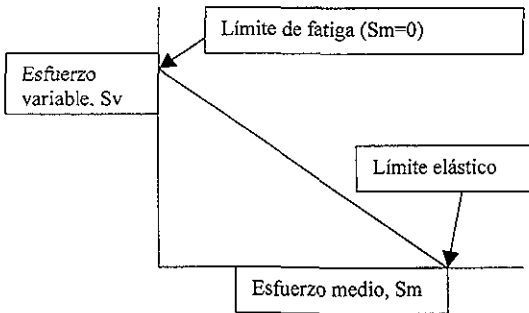 Límite de fatiga (Sm=0)
Esfuerzo
variable. Sv
Límite elástico
Esfuerzo medio, Sm